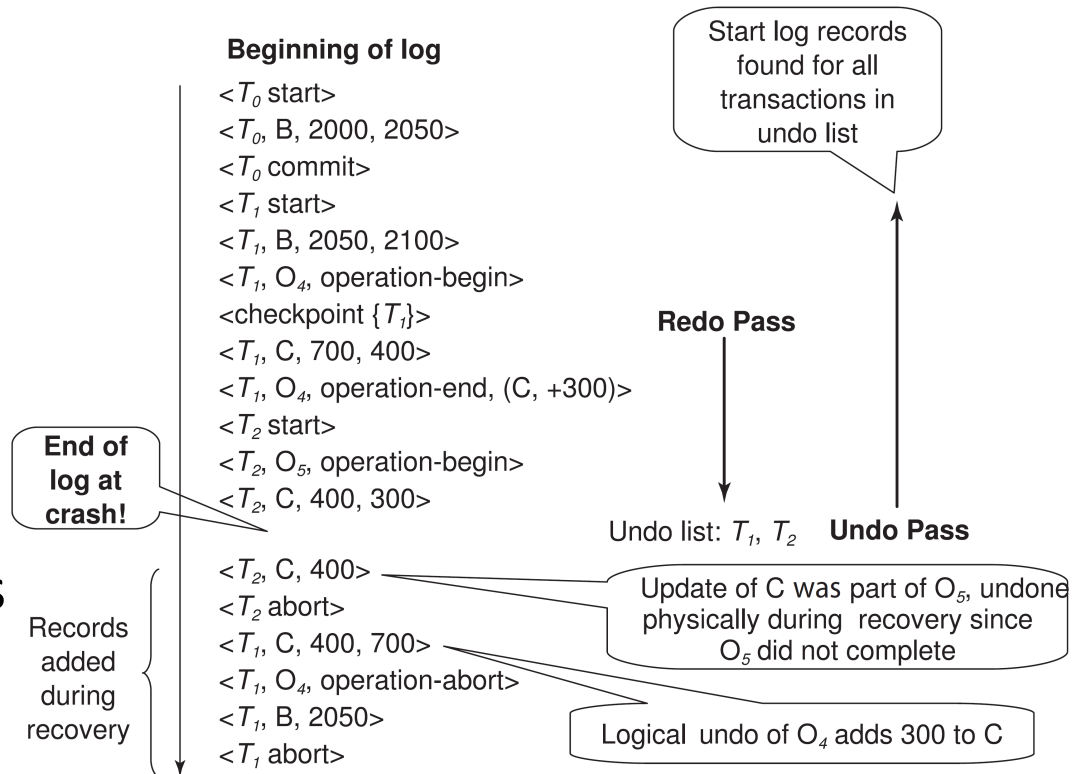 Beginning of log
<T₀ start>
<T₀, B, 2000, 2050>
<T₀ commit>
<T₁ start>
<T₁, B, 2050, 2100>
<T₁, O₄, operation-begin>
<checkpoint {T₁}>
<T₁, C, 700, 400>
<T₁, O₄, operation-end, (C, +300)>
<T₂ start>
<T₂, O₅, operation-begin>
<T₂, C, 400, 300>
End of
log at
crash!
<T₂, C, 400>
<T₂ abort>
<T₁, C, 400, 700>
<T₁, O₄, operation-abort>
<T₁, B, 2050>
<T₁ abort>
s
Records
added
during
recovery
Start log records
found for all
transactions in
undo list
Redo Pass
Undo list: T₁, T₂
Undo Pass
Update of C was part of O₅, undone
physically during recovery since
O₅ did not complete
Logical undo of O₄ adds 300 to C